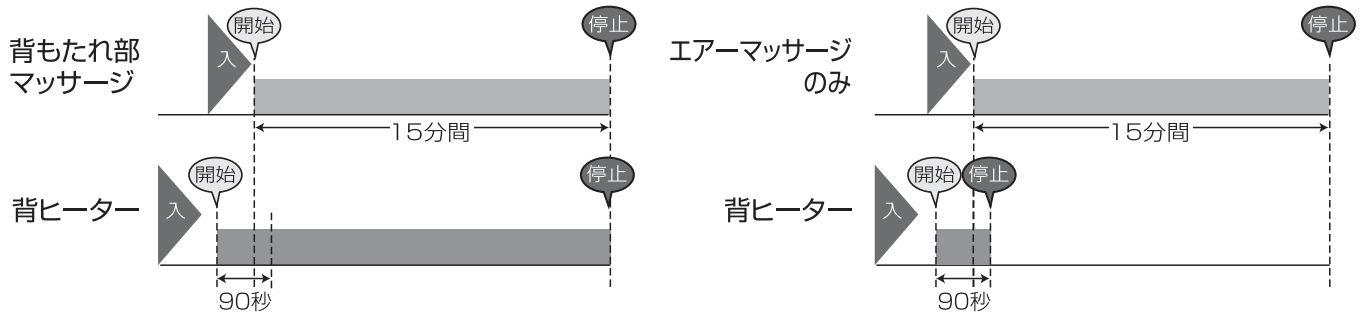 開始
停止
背もたれ部
マッサージ
入
15分間
開始
停止
背ヒーター
入
90秒
開始
停止
エアーマッサージ
のみ
入
15分間
開始
停止
背ヒーター
入
90秒